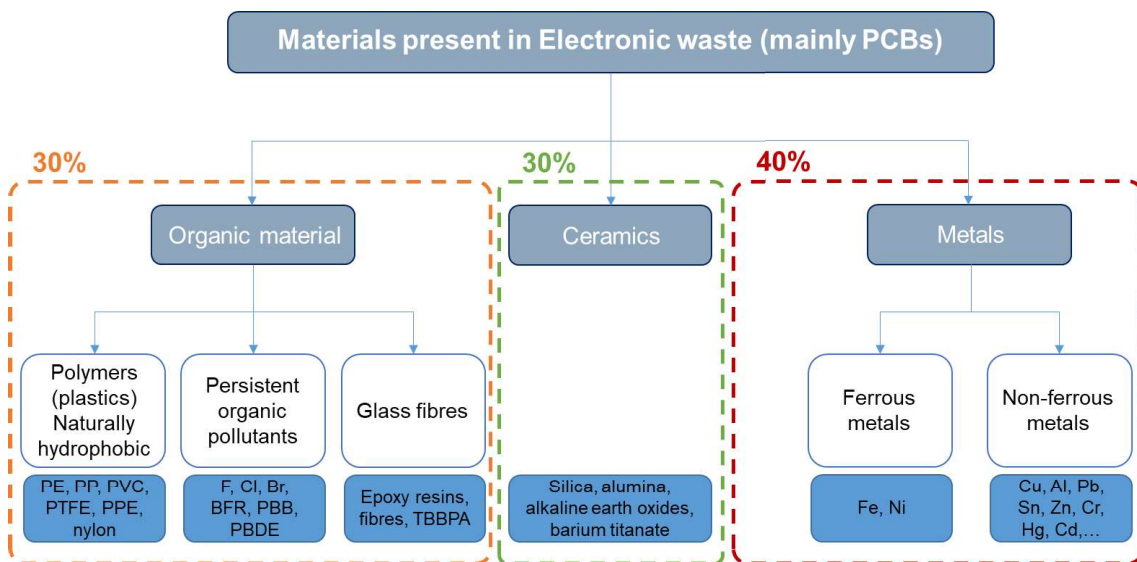 Materials present in Electronic waste (mainly PCBs)
30%
30%
40%
Organic material
Ceramics
Metals
Polymers
(plastics)
Naturally
hydrophobic
Persistent
organic
pollutants
Glass fibres
Ferrous
metals
Non-ferrous
metals
PE, PP, PVC,
PTFE, PPE,
nylon
F, Cl, Br,
BFR, PBB,
PBDE
Epoxy resins,
fibres, TBBPA
Silica, alumina,
alkaline earth oxides,
barium titanate
Fe, Ni
Cu, Al, Pb,
Sn, Zn, Cr,
Hg, Cd,...